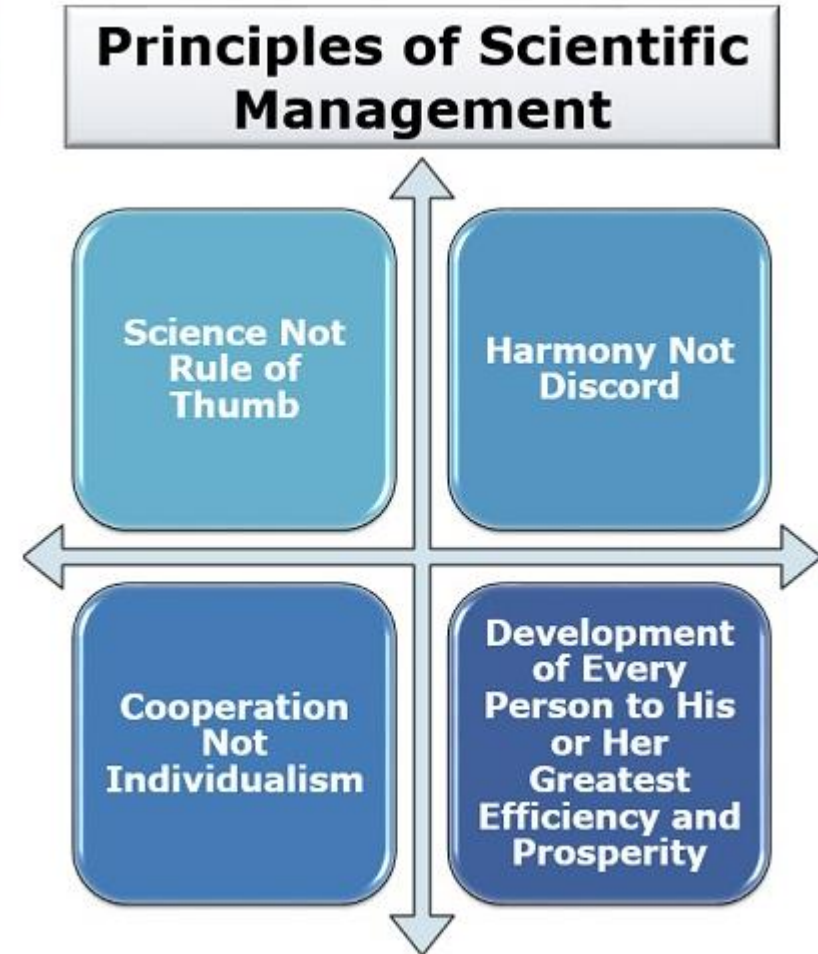 Principles of Scientific
Management
Science Not
Rule of
Thumb
Harmony Not
Discord
Cooperation
Not
Individualism
Development
of Every
Person to His
or Her
Greatest
Efficiency and
Prosperity